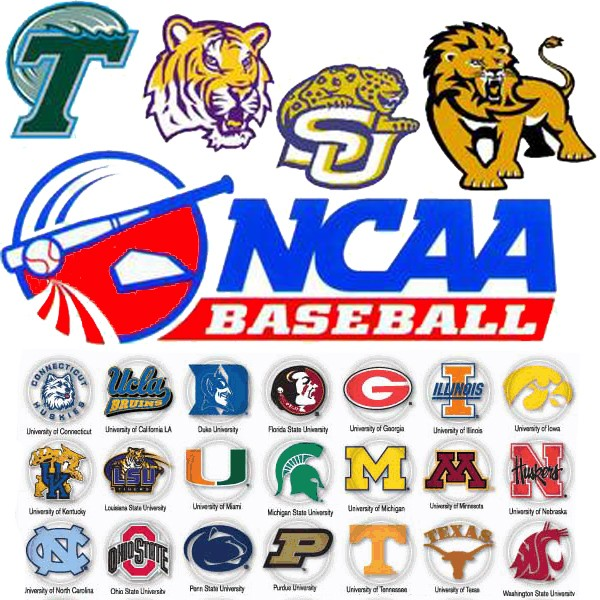 T
SU
NCAA
BASEBALL
CONNECTICUT
HUSKIES
University of Connecticut
Ucla
BRUINS
University of California LA
Duke University
Florida State University
G
University of Georgia
ILLINOIS
University of Illinois
University of Iowa
UK
University of Kentucky
LSU
TIGERS
Louisiana State University
University of Miami
Michigan State University
M
University of Michigan
M
University of Minnesota
N
Huskers
University of Nebraska
NC
University of North Carolina
OHIO STATE
Ohio State University
Penn State University
P
Purdue University
T
University of Tennessee
TEXAS
University of Texas
WSU
Washington State University